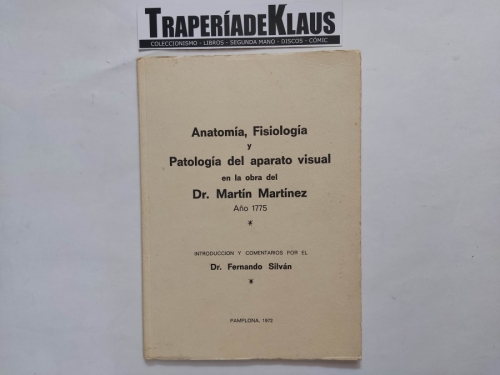 TRAPERÍADEKLAUS
COLECCIONISMO - LIBROS - SEGUNDA MANO - DISCOS - CÓMIC
Anatomía, Fisiología
y
Patología del aparato visual
en la obra del
Dr. Martín Martínez
Año 1775
*
INTRODUCCION Y COMENTARIOS POR EL
Dr. Fernando Silván
*
PAMPLONA, 1972